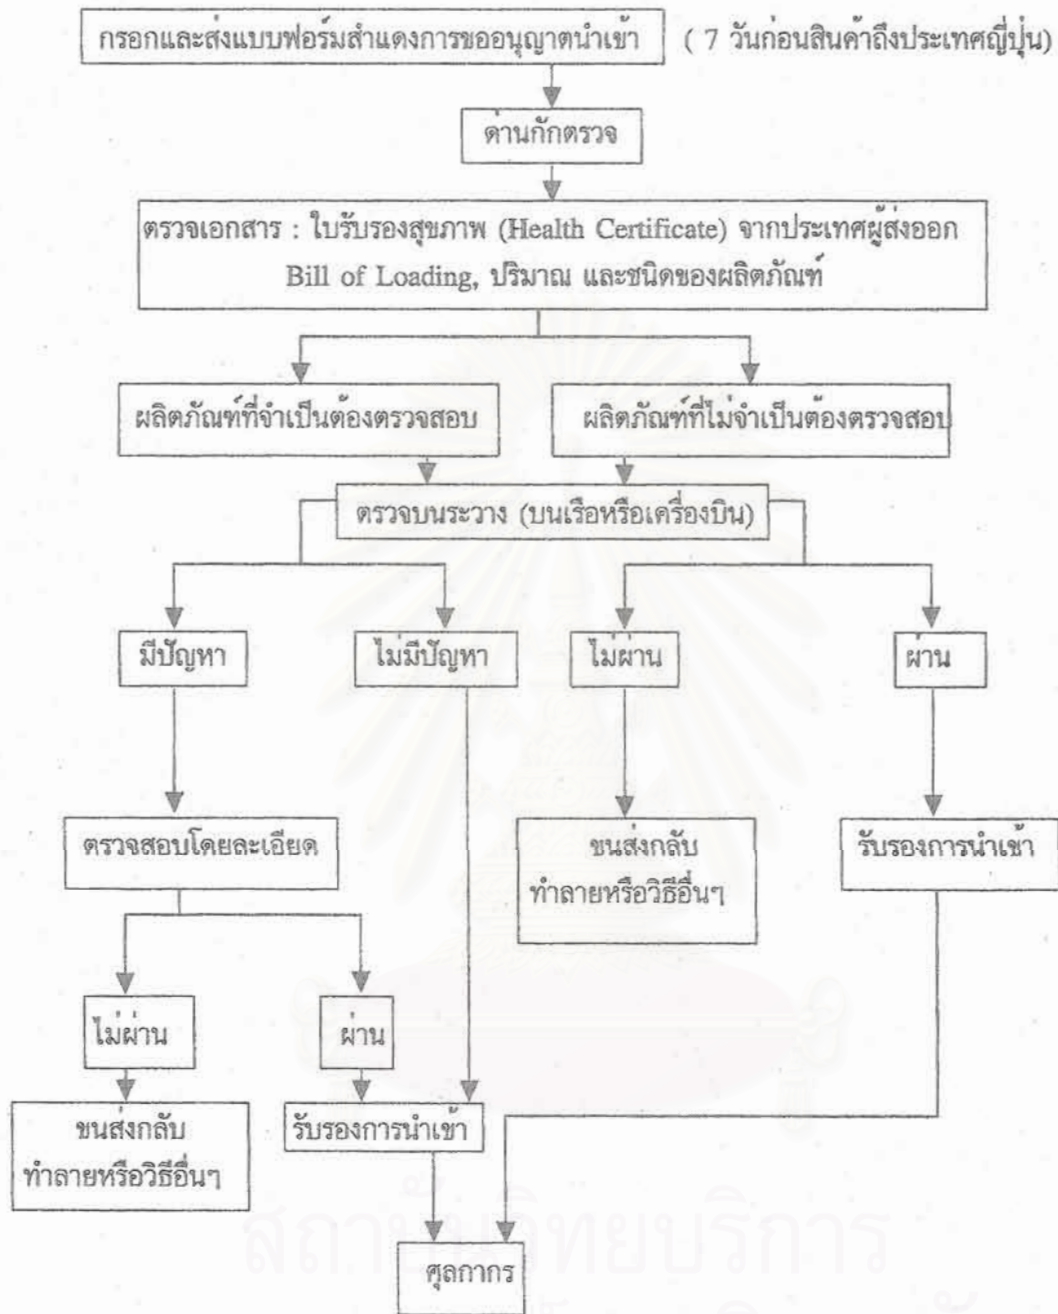 กรอกและส่งแบบฟอร์มสำแดงการขออนุญาตนำเข้า ( 7 วันก่อนสินค้าถึงประเทศญี่ปุ่น)
ด่านกักตรวจ
ตรวจเอกสาร : ใบรับรองสุขภาพ (Health Certificate) จากประเทศผู้ส่งออก
Bill of Loading, ปริมาณ และชนิดของผลิตภัณฑ์
ผลิตภัณฑ์ที่จำเป็นต้องตรวจสอบ
ผลิตภัณฑ์ที่ไม่จำเป็นต้องตรวจสอบ
ตรวจบนระวาง (บนเรือหรือเครื่องบิน)
มีปัญหา
ไม่มีปัญหา
ไม่ผ่าน
ผ่าน
ตรวจสอบโดยละเอียด
ขนส่งกลับ
ทำลายหรือวิธีอื่นๆ
รับรองการนำเข้า
ไม่ผ่าน
ผ่าน
ขนส่งกลับ
ทำลายหรือวิธีอื่นๆ
รับรองการนำเข้า
สถาบันวิทยบริการ
ศุลกากร